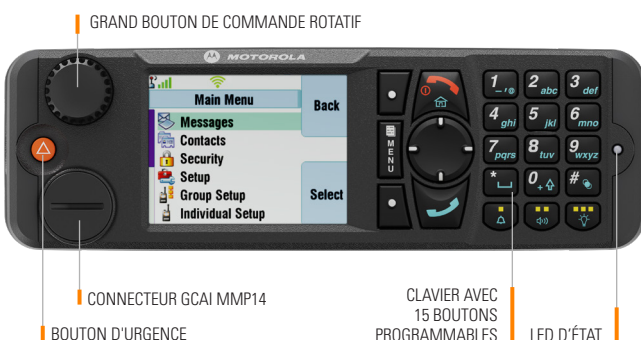 GRAND BOUTON DE COMMANDE ROTATIF
MOTOROLA
Main Menu
Back
Messages
Contacts
Security
Setup
Group Setup
Individual Setup
Select
MENU
1 -'@
2 abc
3 def
4 ghi
5 jkl
6 mno
7 pqrs
8 tuv
9 wxyz
*
0 +
#
CONNECTEUR GCAI MMP14
BOUTON D'URGENCE
CLAVIER AVEC
15 BOUTONS
PROGRAMMABLES
LED D'ÉTAT